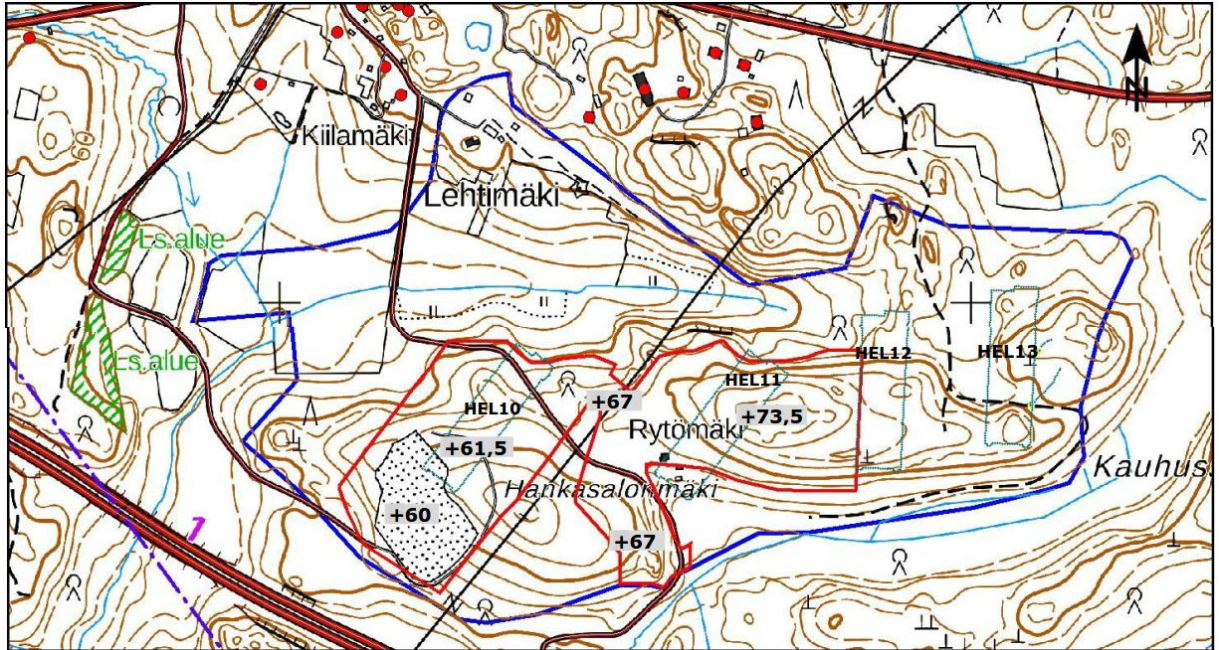 N
Kiilamäki
Lehtimäki
Ls.alue
Ls.alue
HEL12
HEL13
HEL11
HEL10
+67
+73,5
Rytömäki
+61,5
Kauhus
Hankasalonmäki
+60
+67
1